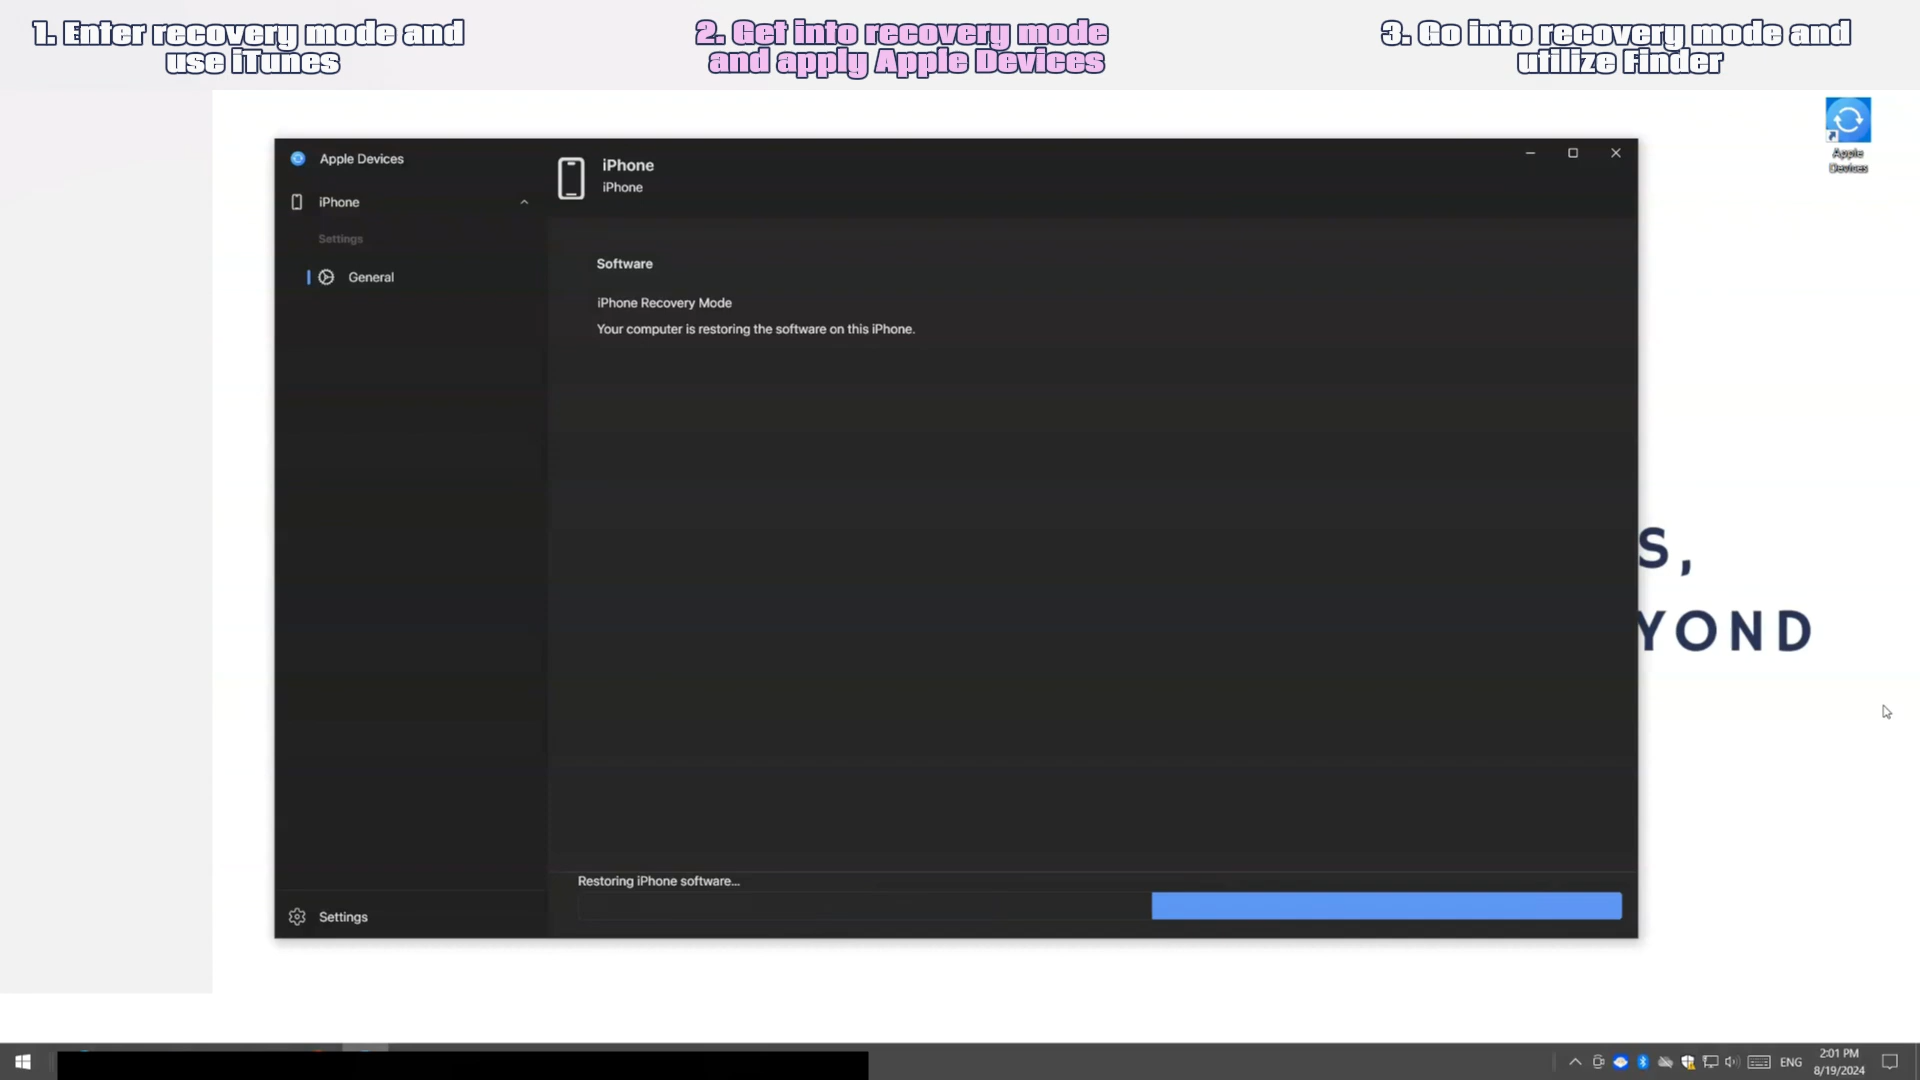 1. Enter recovery mode and
use iTunes
2. Get into recovery mode
and apply Apple Devices
3. Go into recovery mode and
utilize Finder
Apple
Devices
Apple Devices
iPhone
Settings
General
iPhone
iPhone
Software
iPhone Recovery Mode
Your computer is restoring the software on this iPhone.
S,
YOND
Restoring iPhone software...
Settings
ENG
2:01 PM
8/19/2024